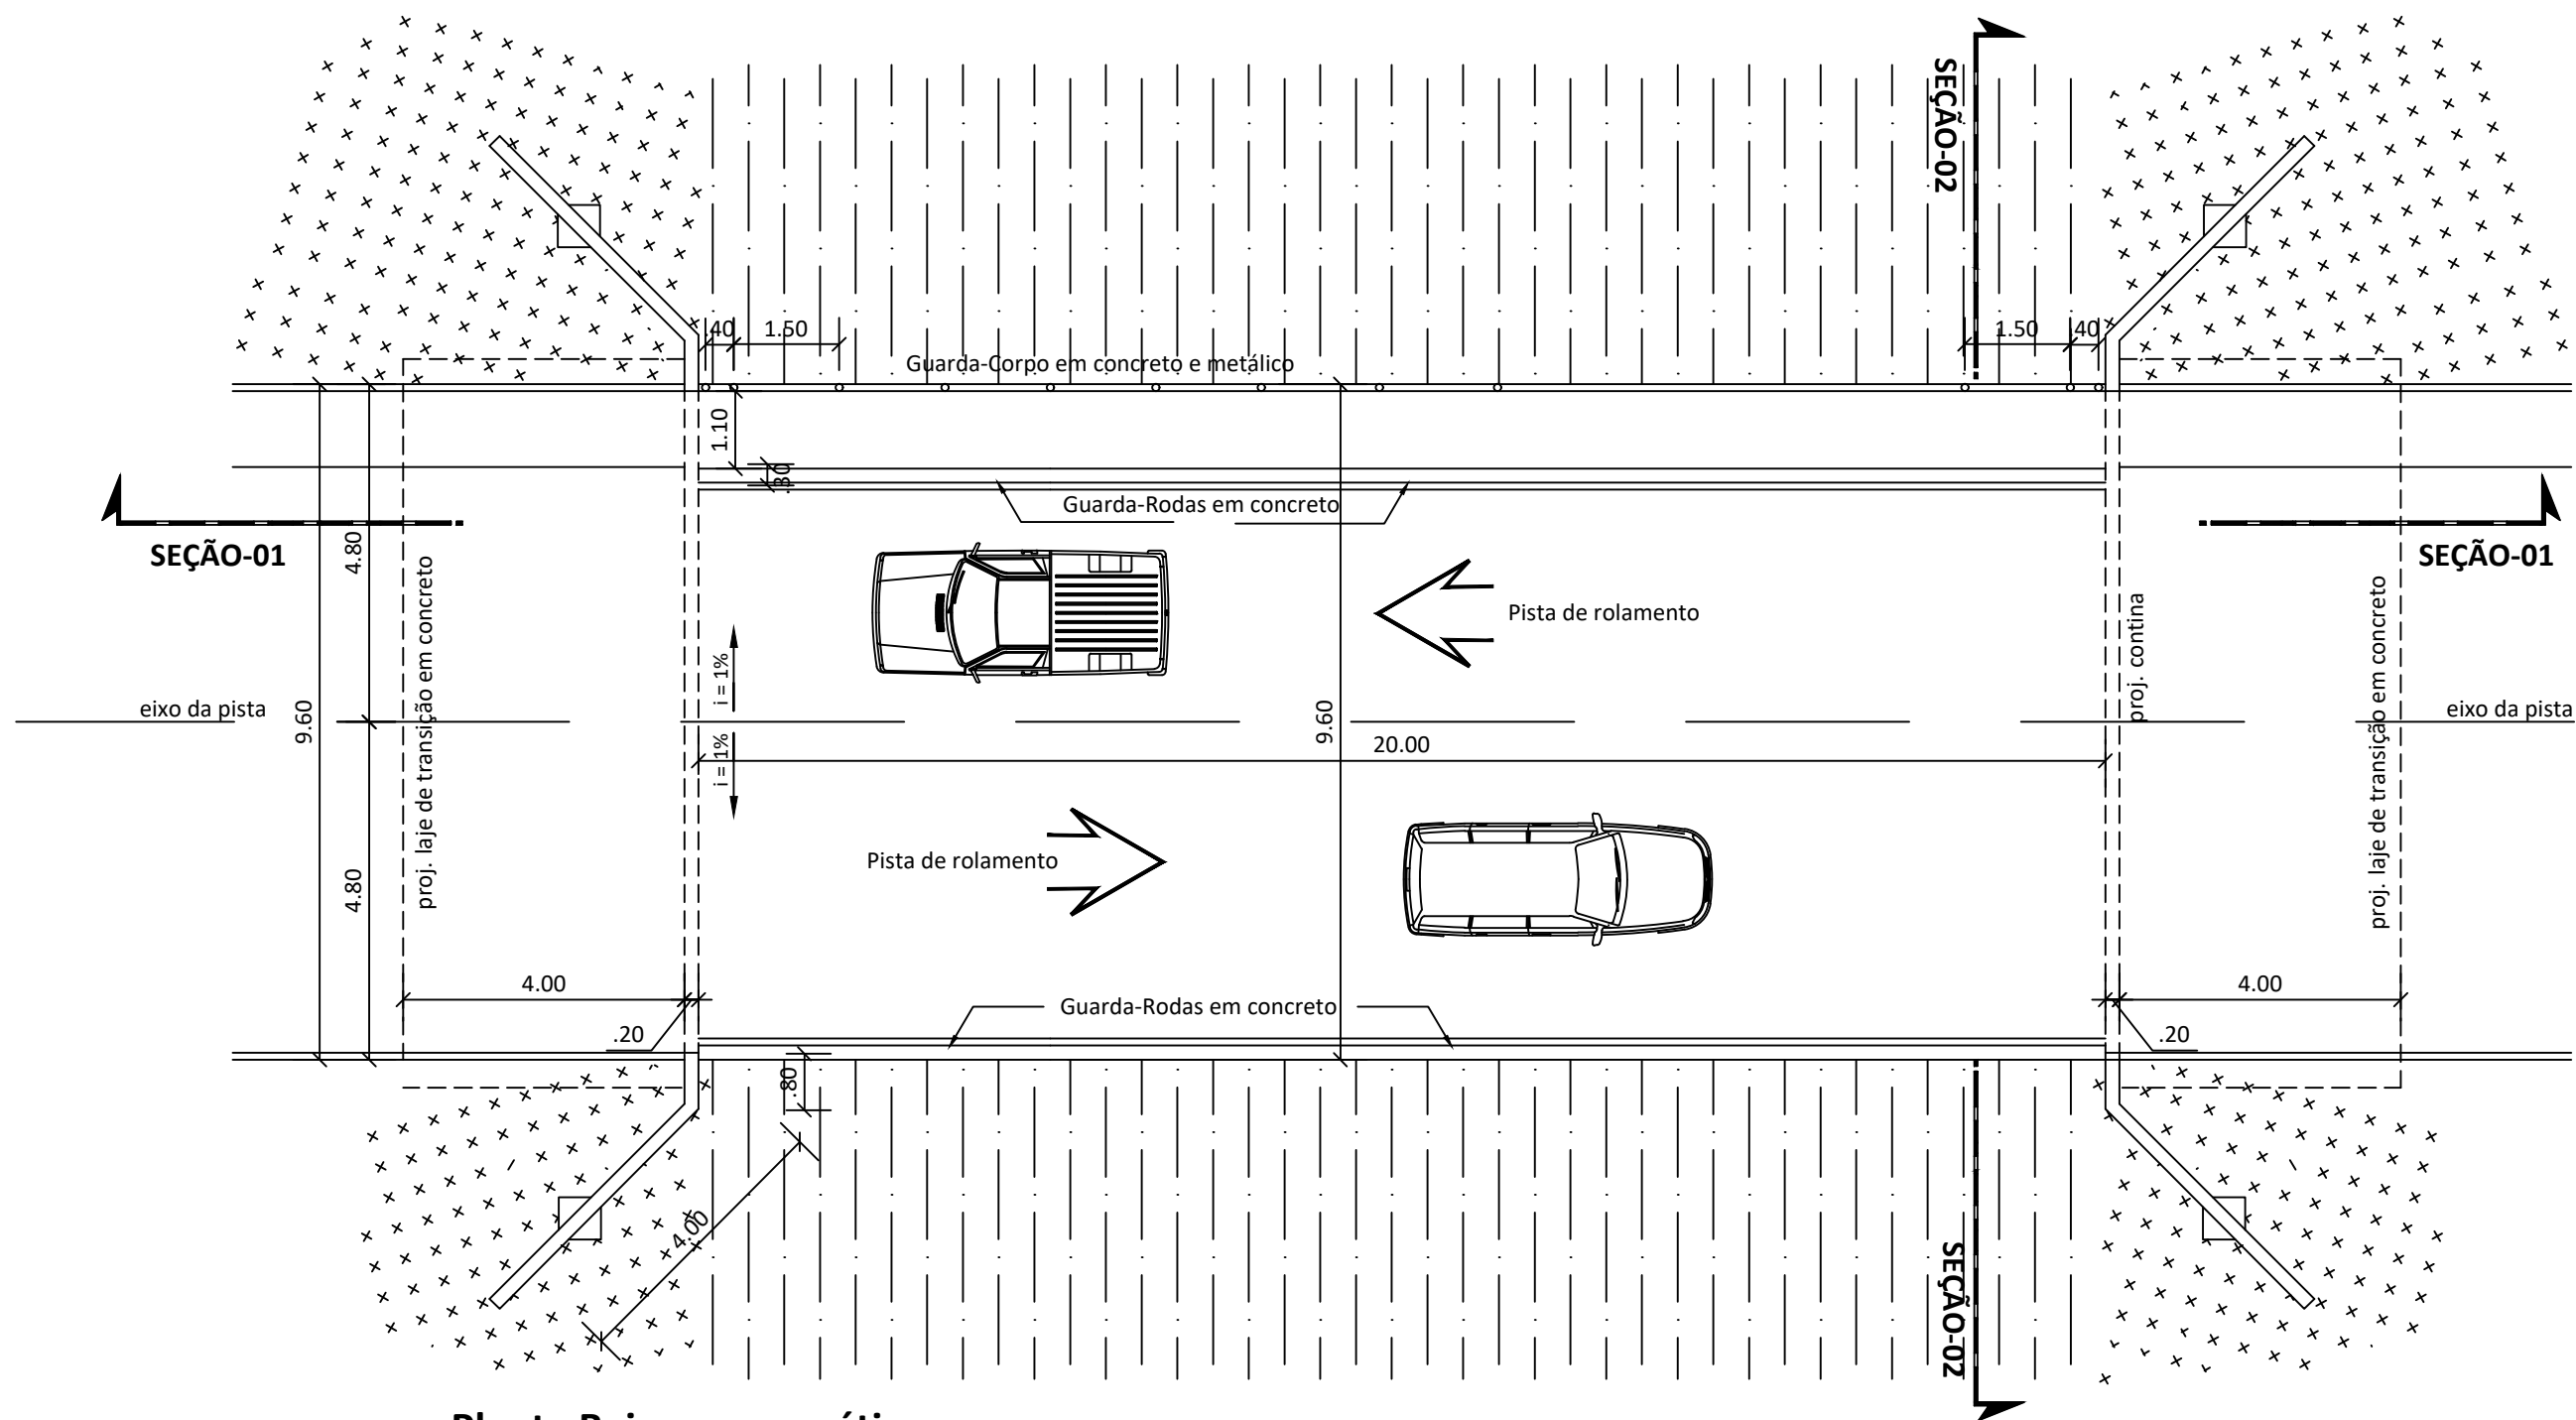 SEÇÃO-02
.40
1.50
1.50
.40
Guarda-Corpo em concreto e metálico
1.10
.30
Guarda-Rodas em concreto
SEÇÃO-01
SEÇÃO-01
4.80
proj. laje de transição em concreto
Pista de rolamento
proj. contina
proj. laje de transição em concreto
i = 1%
eixo da pista
eixo da pista
9.60
9.60
20.00
i = 1%
Pista de rolamento
4.80
4.00
4.00
Guarda-Rodas em concreto
.20
.20
.80
4.00
SEÇÃO-02